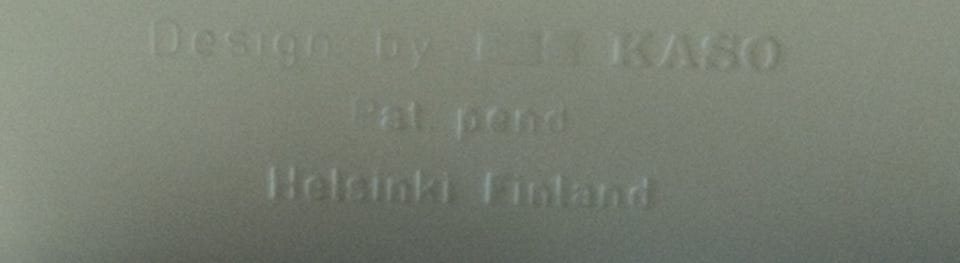 Design by KASO
Pat. pend
Helsinki Finland